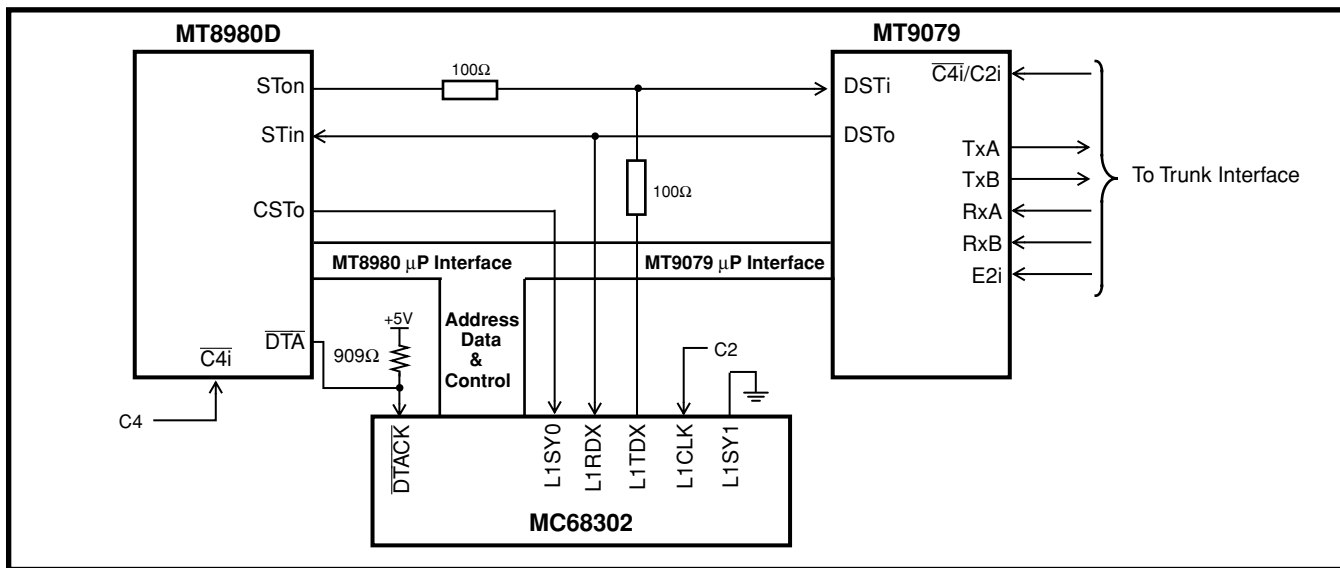 MT8980D
MT9079
100Ω
STon
DSTi
C4i/C2i
STin
DSTo
TxA
TxB
To Trunk Interface
100Ω
CSTo
RxA
RxB
MT8980 µP Interface
MT9079 µP Interface
E2i
+5V
Address
Data
&
Control
DTA
909Ω
C4i
C2
C4
DTACK
L1SY0
L1RDX
L1TDX
L1CLK
L1SY1
MC68302